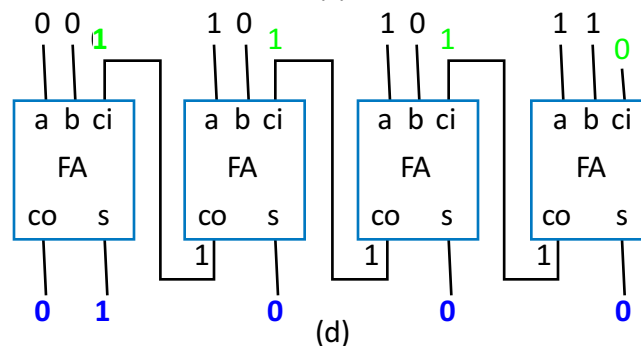 0 0 1 1 0 1 1 0 1 1 1 0
a b ci a b ci a b ci a b ci
FA FA FA FA
co s co s co s co s
1 1 1
0 1 0 0 0
(d)